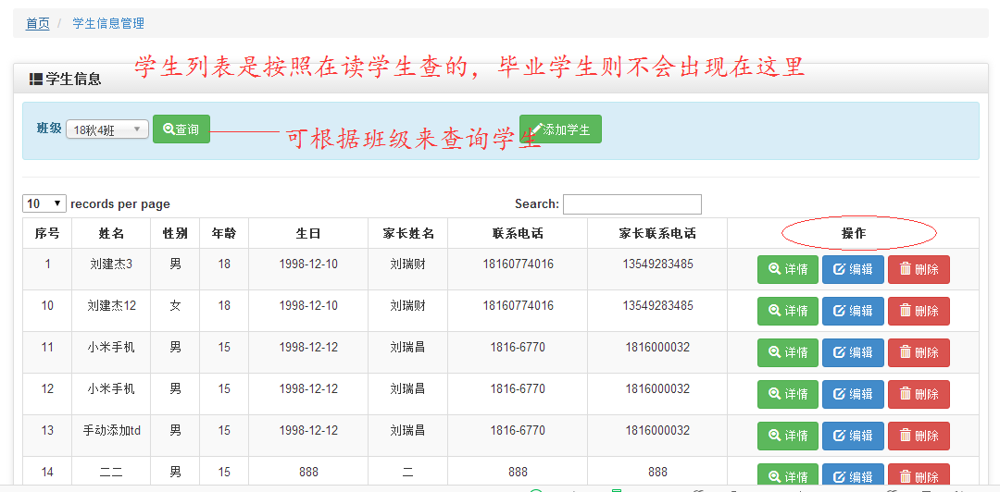 首页 / 学生信息管理
学生列表是按照在读学生查的，毕业学生则不会出现在这里
学生信息
班级 18秋4班 查询 可根据班级来查询学生 添加学生
10 records per page Search:
序号 姓名 性别 年龄 生日 家长姓名 联系电话 家长联系电话 操作
1 刘建杰3 男 18 1998-12-10 刘瑞财 18160774016 13549283485 详情 编辑 删除
10 刘建杰12 女 18 1998-12-10 刘瑞财 18160774016 13549283485 详情 编辑 删除
11 小米手机 男 15 1998-12-12 刘瑞昌 1816-6770 1816000032 详情 编辑 删除
12 小米手机 男 15 1998-12-12 刘瑞昌 1816-6770 1816000032 详情 编辑 删除
13 手动添加td 男 15 1998-12-12 刘瑞昌 1816-6770 1816000032 详情 编辑 删除
14 二二 男 15 888 二 888 888 详情 编辑 删除